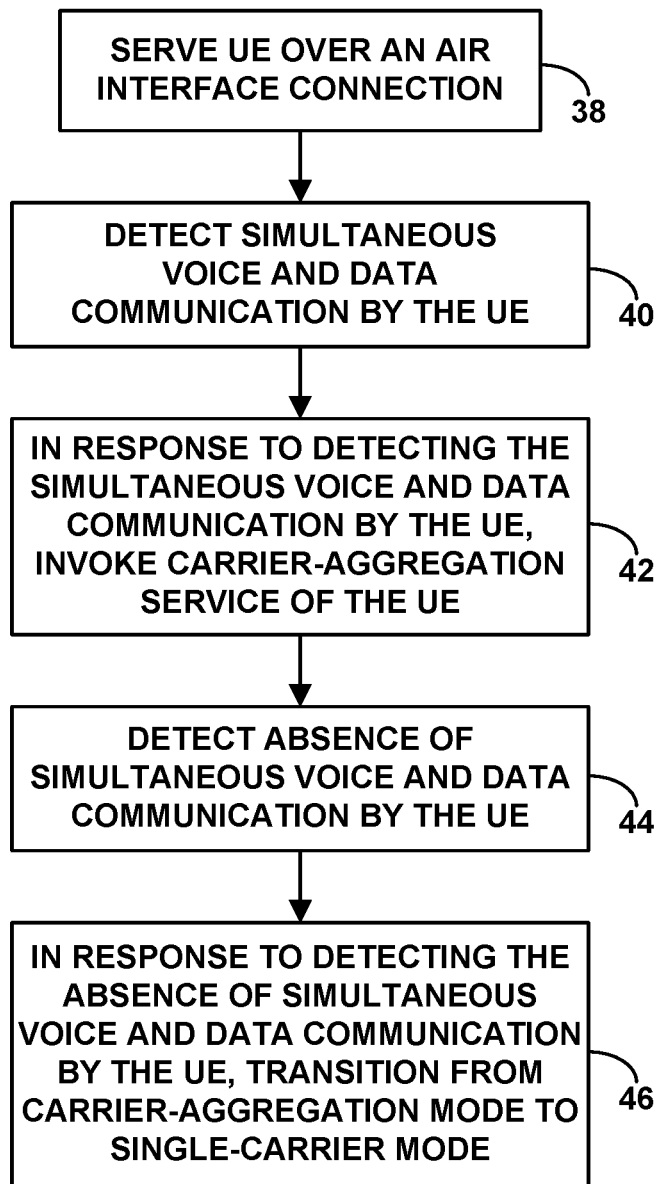 SERVE UE OVER AN AIR
INTERFACE CONNECTION
38
DETECT SIMULTANEOUS
VOICE AND DATA
COMMUNICATION BY THE UE
40
IN RESPONSE TO DETECTING THE
SIMULTANEOUS VOICE AND DATA
COMMUNICATION BY THE UE,
INVOKE CARRIER-AGGREGATION
SERVICE OF THE UE
42
DETECT ABSENCE OF
SIMULTANEOUS VOICE AND DATA
COMMUNICATION BY THE UE
44
IN RESPONSE TO DETECTING THE
ABSENCE OF SIMULTANEOUS
VOICE AND DATA COMMUNICATION
BY THE UE, TRANSITION FROM
CARRIER-AGGREGATION MODE TO
SINGLE-CARRIER MODE
46